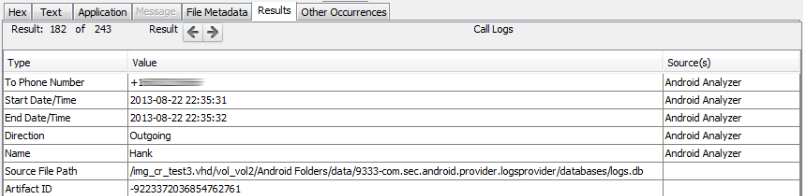 Hex Text Application Message File Metadata Results Other Occurrences
Result: 182 of 243 Result Call Logs
Type Value Source(s)
To Phone Number +1 Android Analyzer
Start Date/Time 2013-08-22 22:35:31 Android Analyzer
End Date/Time 2013-08-22 22:35:32 Android Analyzer
Direction Outgoing Android Analyzer
Name Hank Android Analyzer
Source File Path /img_cr_test3.vhd/vol_vol2/Android Folders/data/9333-com.sec.android.provider.logsprovider/databases/logs.db
Artifact ID -9223372036854762761